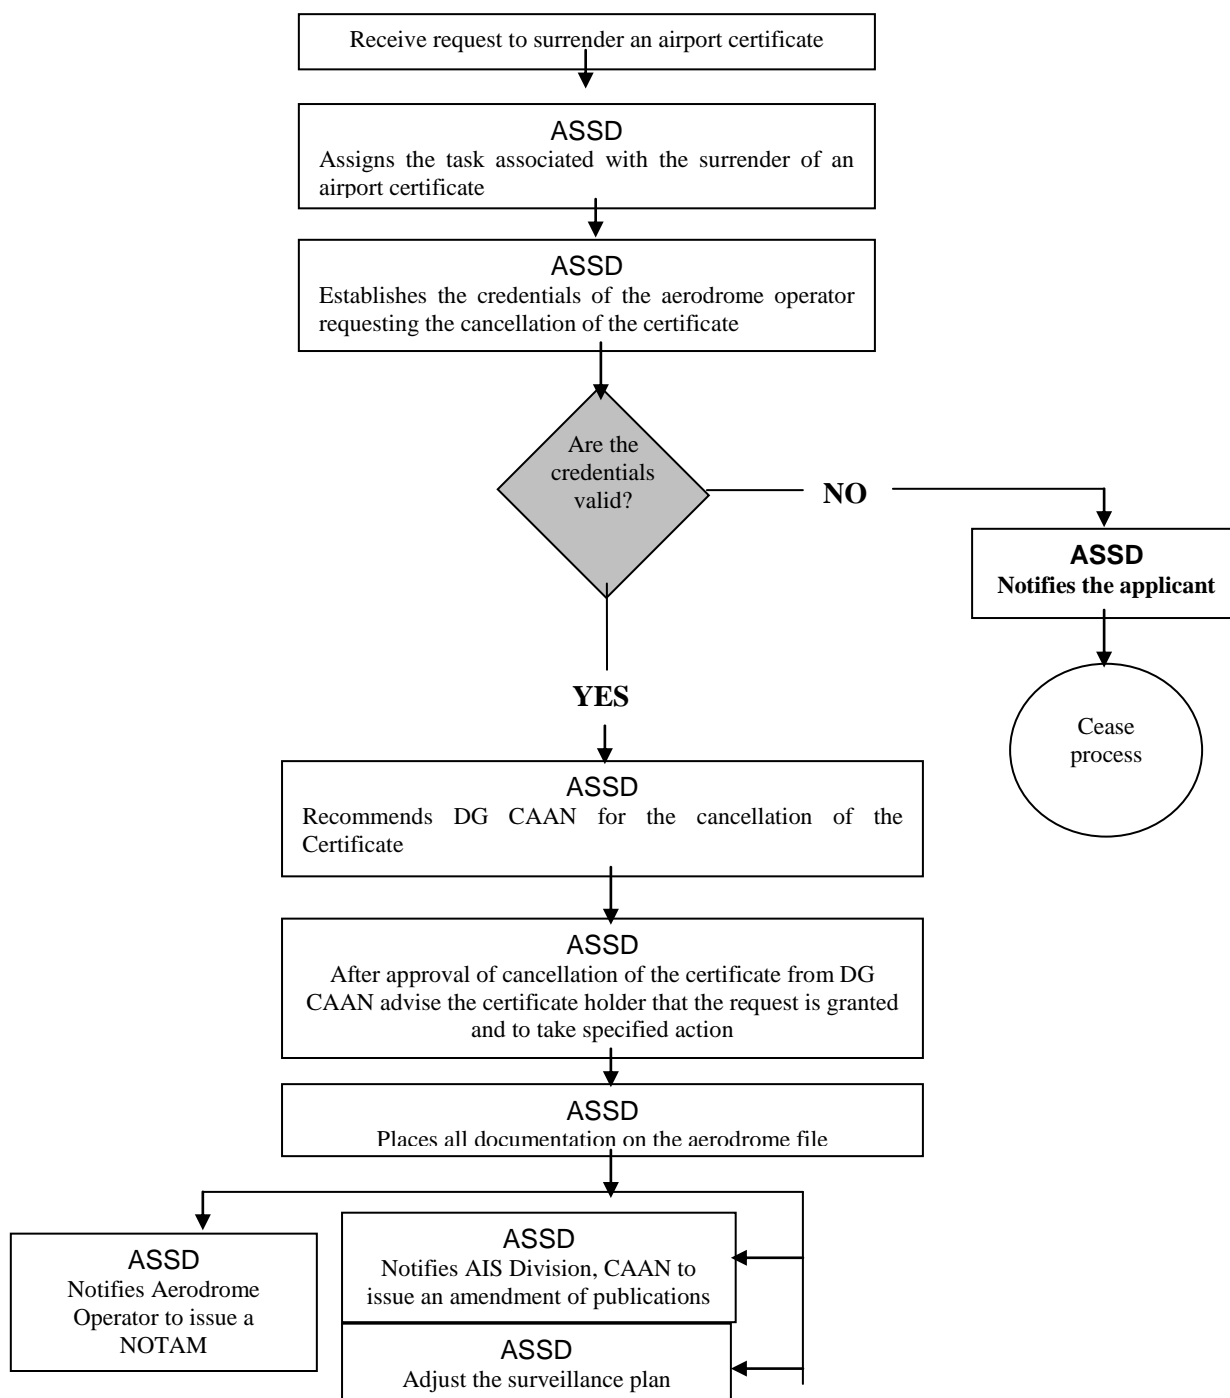 Receive request to surrender an airport certificate
ASSD
Assigns the task associated with the surrender of an
airport certificate
ASSD
Establishes the credentials of the aerodrome operator
requesting the cancellation of the certificate
Are the
credentials
valid?
NO
ASSD
Notifies the applicant
Cease
process
YES
ASSD
Recommends DG CAAN for the cancellation of the
Certificate
ASSD
After approval of cancellation of the certificate from DG
CAAN advise the certificate holder that the request is granted
and to take specified action
ASSD
Places all documentation on the aerodrome file
ASSD
Notifies Aerodrome
Operator to issue a
NOTAM
ASSD
Notifies AIS Division, CAAN to
issue an amendment of publications
ASSD
Adjust the surveillance plan